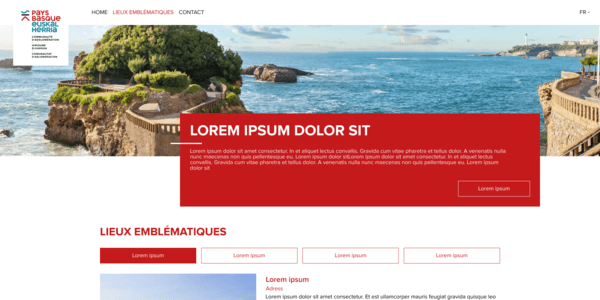 PAYS
BASQUE
EUSKAL
HERRIA
COMMUNAUTÉ
D'AGGLOMÉRATION
HOME LIEUX EMBLÉMATIQUES CONTACT FR
LOREM IPSUM DOLOR SIT
Lorem ipsum dolor sit amet consectetur. In et aliquet lectus convallis. Gravida vitae pharetra et tellus dolor. A venenatis nulla
nunc maecenas non quis pellentesque eu. Lorem ipsum dolor sitLorem ipsum dolor sit amet consectetur. In et aliquet lectus
convallis. Gravida vitae pharetra et tellus dolor. A venenatis nulla nunc maecenas non quis pellentesque eu. Lorem ipsum
dolor sit
Lorem ipsum
LIEUX EMBLÉMATIQUES
Lorem ipsum Lorem ipsum Lorem ipsum Lorem ipsum
Lorem ipsum
Adress
Lorem ipsum dolor sit amet consectetur. Et est ullamcorper mauris feugiat gravida quisque leo